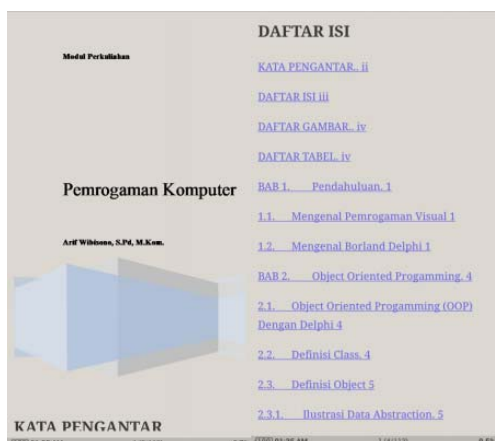 Modul Perkuliahan
Pemrogaman Komputer
Arif Wibisono, S.Pd, M.Kom.
KATA PENGANTAR
DAFTAR ISI
KATA PENGANTAR.. ii
DAFTAR ISI iii
DAFTAR GAMBAR.. iv
DAFTAR TABEL. iv
BAB 1. Pendahuluan. 1
1.1. Mengenal Pemrogaman Visual 1
1.2. Mengenal Borland Delphi 1
BAB 2. Object Oriented Progamming. 4
2.1. Object Oriented Progamming (OOP)
Dengan Delphi 4
2.2. Definisi Class. 4
2.3. Definisi Object 5
2.3.1. Ilustrasi Data Abstraction. 5